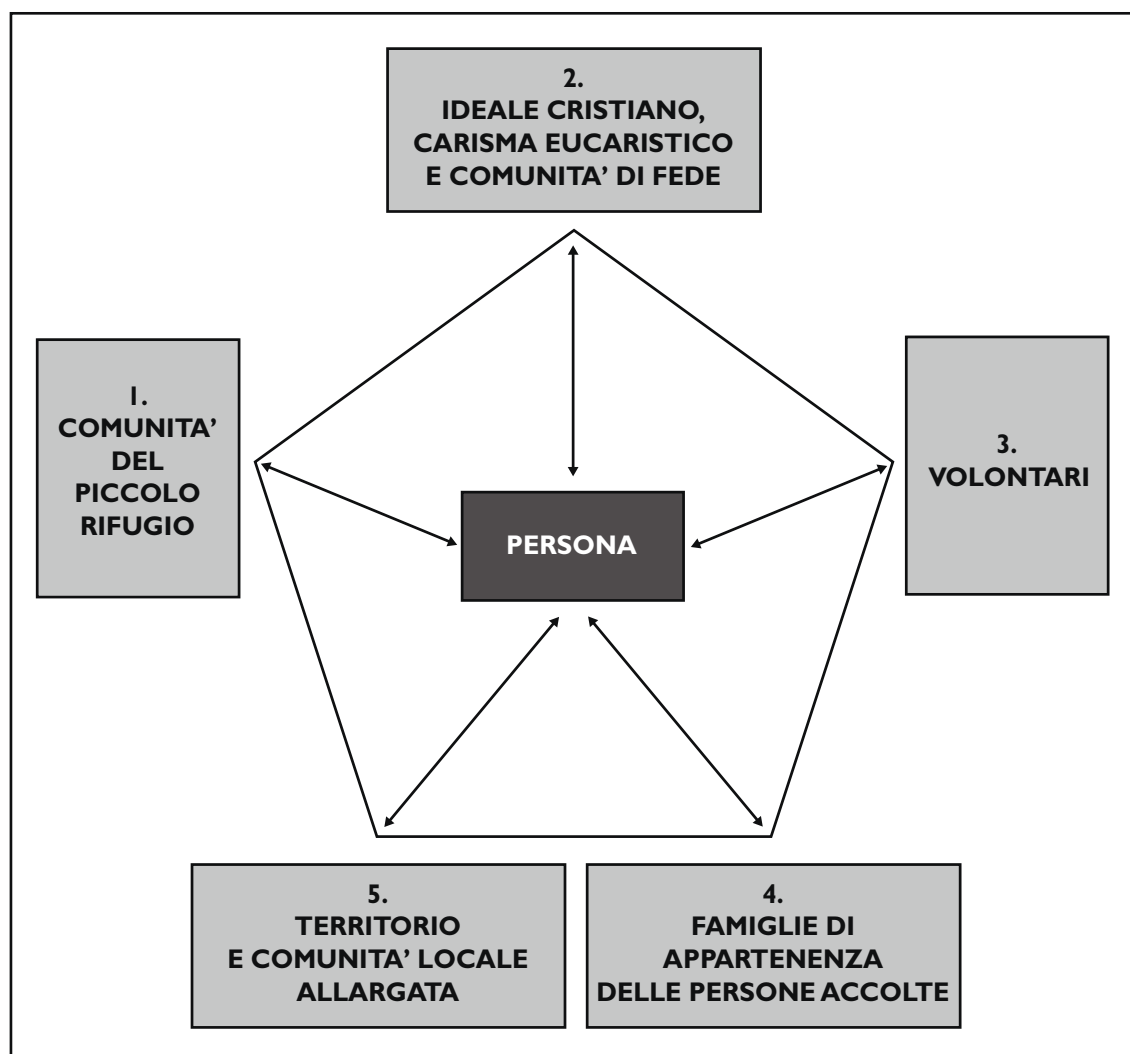 2.
IDEALE CRISTIANO,
CARISMA EUCARISTICO
E COMUNITA’ DI FEDE
1.
COMUNITA’
DEL
PICCOLO
RIFUGIO
3.
VOLONTARI
PERSONA
5.
TERRITORIO
E COMUNITA’ LOCALE
ALLARGATA
4.
FAMIGLIE DI
APPARTENENZA
DELLE PERSONE ACCOLTE